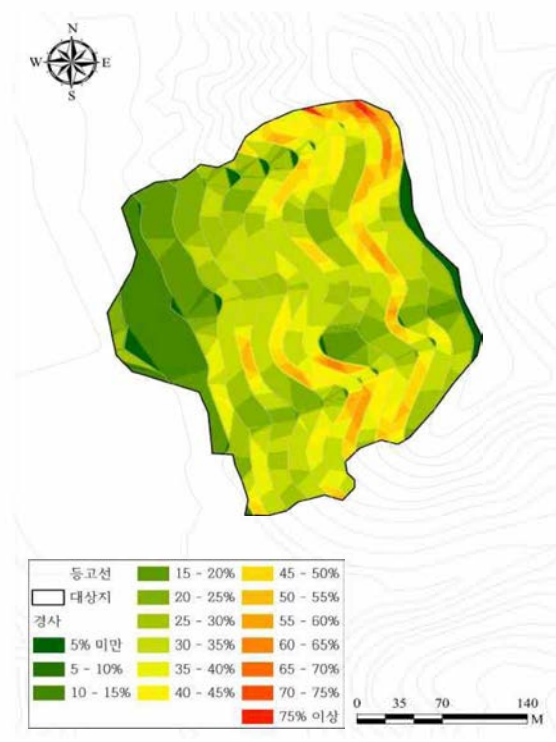 N
W E
S
등고선
대상지
경사
5% 미만
5 - 10%
10 - 15%
15 - 20%
20 - 25%
25 - 30%
30 - 35%
35 - 40%
40 - 45%
45 - 50%
50 - 55%
55 - 60%
60 - 65%
65 - 70%
70 - 75%
75% 이상
0 35 70 140
M